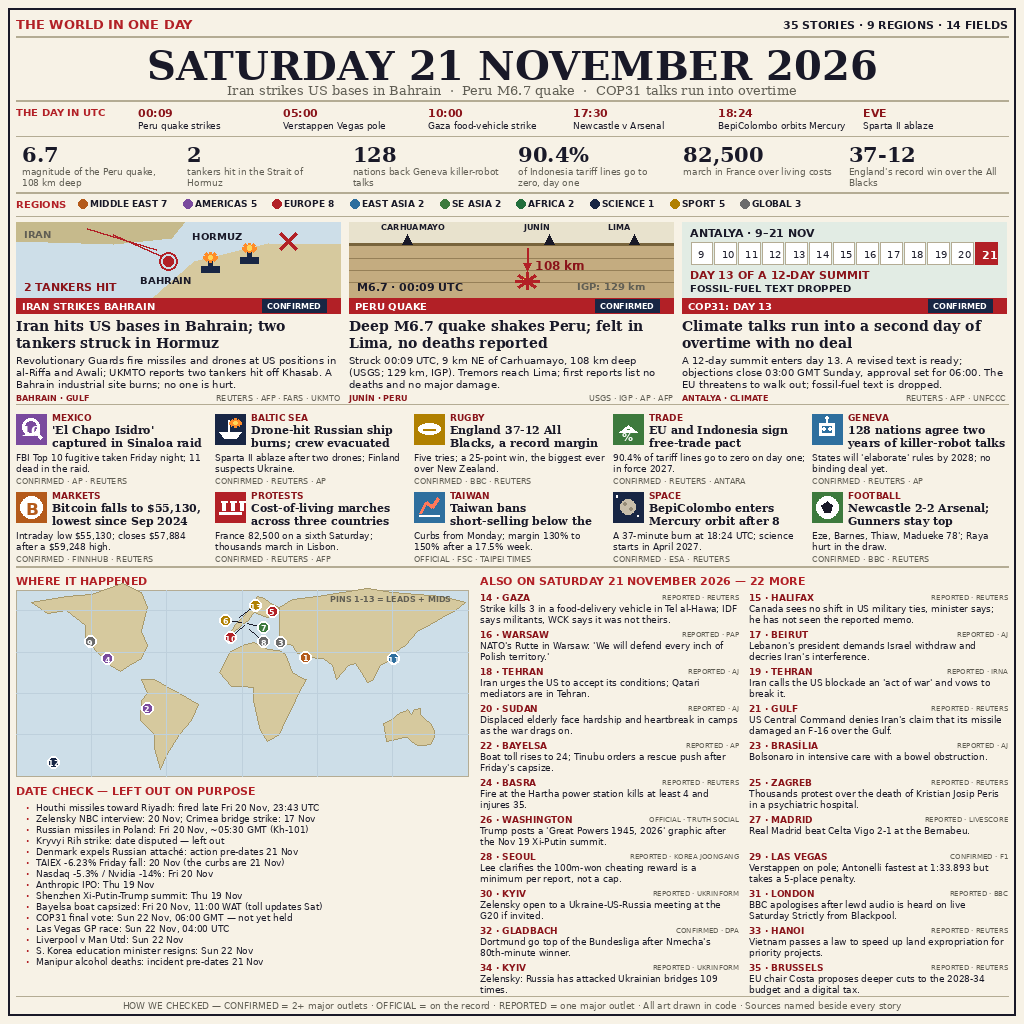 THE WORLD IN ONE DAY
35 STORIES · 9 REGIONS · 14 FIELDS
SATURDAY 21 NOVEMBER 2026
Iran strikes US bases in Bahrain · Peru M6.7 quake · COP31 talks run into overtime
THE DAY IN UTC
00:09
Peru quake strikes
05:00
Verstappen Vegas pole
10:00
Gaza food-vehicle strike
17:30
Newcastle v Arsenal
18:24
BepiColombo orbits Mercury
EVE
Sparta II ablaze
6.7
magnitude of the Peru quake,
108 km deep
2
tankers hit in the Strait of
Hormuz
128
nations back Geneva killer-robot
talks
90.4%
of Indonesia tariff lines go to
zero, day one
82,500
march in France over living costs
37-12
England's record win over the All
Blacks
REGIONS
MIDDLE EAST 7
AMERICAS 5
EUROPE 8
EAST ASIA 2
SE ASIA 2
AFRICA 2
SCIENCE 1
SPORT 5
GLOBAL 3
IRAN
HORMUZ
BAHRAIN
2 TANKERS HIT
IRAN STRIKES BAHRAIN
CONFIRMED
Iran hits US bases in Bahrain; two
tankers struck in Hormuz
Revolutionary Guards fire missiles and drones at US positions in
al-Riffa and Awali; UKMTO reports two tankers hit off Khasab. A
Bahrain industrial site burns; no one is hurt.
BAHRAIN · GULF
REUTERS · AFP · FARS · UKMTO
CARHUAMAYO
JUNÍN
LIMA
108 km
M6.7 · 00:09 UTC
IGP: 129 km
PERU QUAKE
CONFIRMED
Deep M6.7 quake shakes Peru; felt in
Lima, no deaths reported
Struck 00:09 UTC, 9 km NE of Carhuamayo, 108 km deep
(USGS; 129 km, IGP). Tremors reach Lima; first reports list no
deaths and no major damage.
JUNÍN · PERU
USGS · IGP · AP · AFP
ANTALYA · 9–21 NOV
9 10 11 12 13 14 15 16 17 18 19 20 21
DAY 13 OF A 12-DAY SUMMIT
FOSSIL-FUEL TEXT DROPPED
COP31: DAY 13
CONFIRMED
Climate talks run into a second day of
overtime with no deal
A 12-day summit enters day 13. A revised text is ready;
objections close 03:00 GMT Sunday, approval set for 06:00. The
EU threatens to walk out; fossil-fuel text is dropped.
ANTALYA · CLIMATE
REUTERS · AFP · UNFCCC
MEXICO
'El Chapo Isidro'
captured in Sinaloa raid
FBI Top 10 fugitive taken Friday night; 11
dead in the raid.
CONFIRMED · AP · REUTERS
BALTIC SEA
Drone-hit Russian ship
burns; crew evacuated
Sparta II ablaze after two drones; Finland
suspects Ukraine.
CONFIRMED · REUTERS · AP
RUGBY
England 37-12 All
Blacks, a record margin
Five tries; a 25-point win, the biggest ever
over New Zealand.
CONFIRMED · BBC · REUTERS
%
TRADE
EU and Indonesia sign
free-trade pact
90.4% of tariff lines go to zero on day one;
in force 2027.
CONFIRMED · REUTERS · ANTARA
GENEVA
128 nations agree two
years of killer-robot talks
States will 'elaborate' rules by 2028; no
binding deal yet.
CONFIRMED · REUTERS · AP
B
MARKETS
Bitcoin falls to $55,130,
lowest since Sep 2024
Intraday low $55,130; closes $57,884
after a $59,248 high.
CONFIRMED · FINNHUB · REUTERS
PROTESTS
Cost-of-living marches
across three countries
France 82,500 on a sixth Saturday;
thousands march in Lisbon.
CONFIRMED · REUTERS · AFP
TAIWAN
Taiwan bans
short-selling below the
Curbs from Monday; margin 130% to
150% after a 17.5% week.
OFFICIAL · FSC · TAIPEI TIMES
SPACE
BepiColombo enters
Mercury orbit after 8
A 37-minute burn at 18:24 UTC; science
starts in April 2027.
CONFIRMED · ESA · REUTERS
FOOTBALL
Newcastle 2-2 Arsenal;
Gunners stay top
Eze, Barnes, Thiaw, Madueke 78'; Raya
hurt in the draw.
CONFIRMED · BBC · REUTERS
WHERE IT HAPPENED
PINS 1-13 = LEADS + MIDS
5
6
7
9
8
3
4
1
2
DATE CHECK — LEFT OUT ON PURPOSE
· Houthi missiles toward Riyadh: fired late Fri 20 Nov, 23:43 UTC
· Zelensky NBC interview: 20 Nov; Crimea bridge strike: 17 Nov
· Russian missiles in Poland: Fri 20 Nov, ~05:30 GMT (Kh-101)
· Kryvyi Rih strike: date disputed — left out
· Denmark expels Russian attaché: action pre-dates 21 Nov
· TAIEX -6.23% Friday fall: 20 Nov (the curbs are 21 Nov)
· Nasdaq -5.3% / Nvidia -14%: Fri 20 Nov
· Anthropic IPO: Thu 19 Nov
· Shenzhen Xi-Putin-Trump summit: Thu 19 Nov
· Bayelsa boat capsized: Fri 20 Nov, 11:00 WAT (toll updates Sat)
· COP31 final vote: Sun 22 Nov, 06:00 GMT — not yet held
· Las Vegas GP race: Sun 22 Nov, 04:00 UTC
· Liverpool v Man Utd: Sun 22 Nov
· S. Korea education minister resigns: Sun 22 Nov
· Manipur alcohol deaths: incident pre-dates 21 Nov
ALSO ON SATURDAY 21 NOVEMBER 2026 — 22 MORE
14 · GAZA
REPORTED · REUTERS
Strike kills 3 in a food-delivery vehicle in Tel al-Hawa; IDF
says militants, WCK says it was not theirs.
15 · HALIFAX
REPORTED · REUTERS
Canada sees no shift in US military ties, minister says;
he has not seen the reported memo.
16 · WARSAW
REPORTED · PAP
NATO's Rutte in Warsaw: 'We will defend every inch of
Polish territory.'
17 · BEIRUT
REPORTED · AJ
Lebanon's president demands Israel withdraw and
decries Iran's interference.
18 · TEHRAN
REPORTED · AJ
Iran urges the US to accept its conditions; Qatari
mediators are in Tehran.
19 · TEHRAN
REPORTED · IRNA
Iran calls the US blockade an 'act of war' and vows to
break it.
20 · SUDAN
REPORTED · AJ
Displaced elderly face hardship and heartbreak in camps
as the war drags on.
21 · GULF
REPORTED · REUTERS
US Central Command denies Iran's claim that its missile
damaged an F-16 over the Gulf.
22 · BAYELSA
REPORTED · AP
Boat toll rises to 24; Tinubu orders a rescue push after
Friday's capsize.
23 · BRASÍLIA
REPORTED · AJ
Bolsonaro in intensive care with a bowel obstruction.
24 · BASRA
REPORTED · REUTERS
Fire at the Hartha power station kills at least 4 and
injures 35.
25 · ZAGREB
REPORTED · REUTERS
Thousands protest over the death of Kristian Josip Peris
in a psychiatric hospital.
26 · WASHINGTON
OFFICIAL · TRUTH SOCIAL
Trump posts a 'Great Powers 1945, 2026' graphic after
the Nov 19 Xi-Putin summit.
27 · MADRID
REPORTED · LIVESCORE
Real Madrid beat Celta Vigo 2-1 at the Bernabeu.
28 · SEOUL
REPORTED · KOREA JOONGANG
Lee clarifies the 100m-won cheating reward is a
minimum per report, not a cap.
29 · LAS VEGAS
CONFIRMED · F1
Verstappen on pole; Antonelli fastest at 1:33.893 but
takes a 5-place penalty.
30 · KYIV
REPORTED · UKRINFORM
Zelensky open to a Ukraine-US-Russia meeting at the
G20 if invited.
31 · LONDON
REPORTED · BBC
BBC apologises after lewd audio is heard on live
Saturday Strictly from Blackpool.
32 · GLADBACH
CONFIRMED · DPA
Dortmund go top of the Bundesliga after Nmecha's
80th-minute winner.
33 · HANOI
REPORTED · REUTERS
Vietnam passes a law to speed up land expropriation for
priority projects.
34 · KYIV
REPORTED · UKRINFORM
Zelensky: Russia has attacked Ukrainian bridges 109
times.
35 · BRUSSELS
REPORTED · REUTERS
EU chair Costa proposes deeper cuts to the 2028-34
budget and a digital tax.
HOW WE CHECKED — CONFIRMED = 2+ major outlets · OFFICIAL = on the record · REPORTED = one major outlet · All art drawn in code · Sources named beside every story